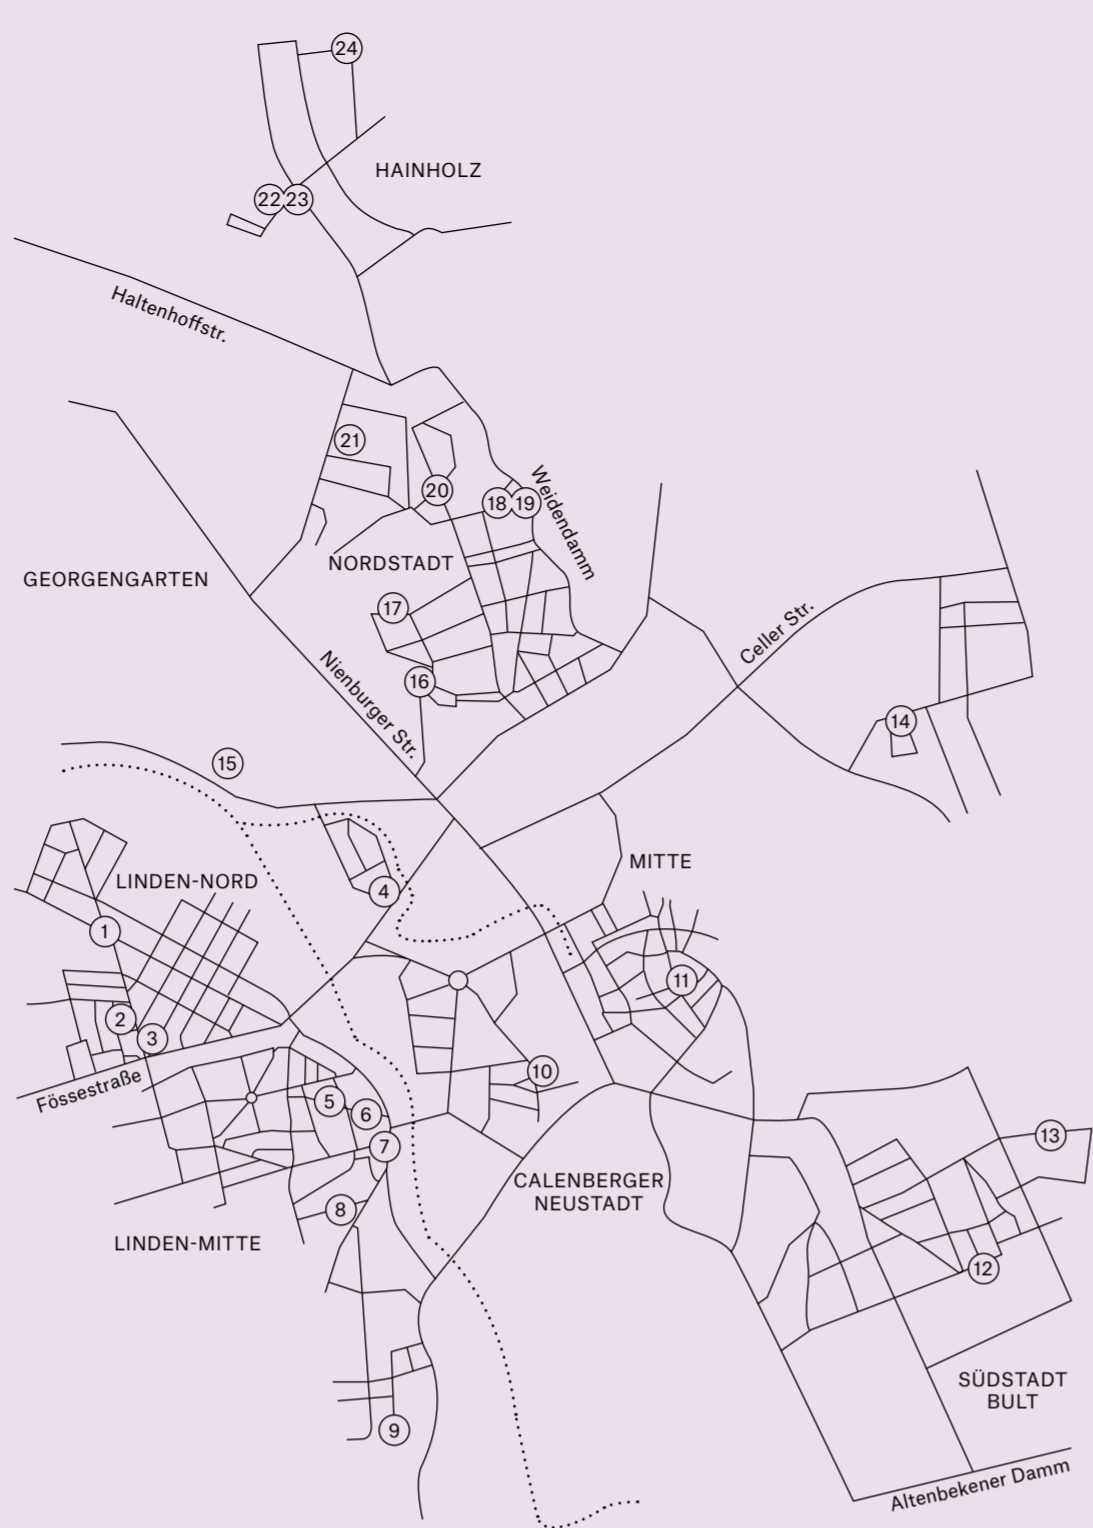 24
HAINHOLZ
22 23
Haltenhoffstr.
21
20
18 19
Weidendamm
NORDSTADT
GEORGENGARTEN
17
Celler Str.
16
Nienburger Str.
14
15
MITTE
LINDEN-NORD
4
1
11
2
3
10
Fössestraße
5
6
13
7
CALENBERGER
NEUSTADT
8
LINDEN-MITTE
12
SÜDSTADT
BULT
9
Altenbekener Damm